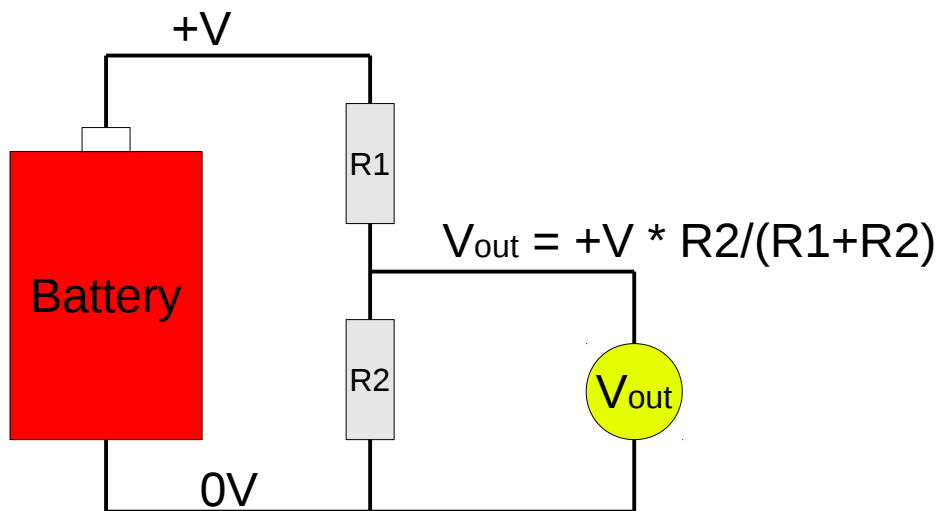 +V
R1
Vout = +V * R2/(R1+R2)
Battery
R2
Vout
0V